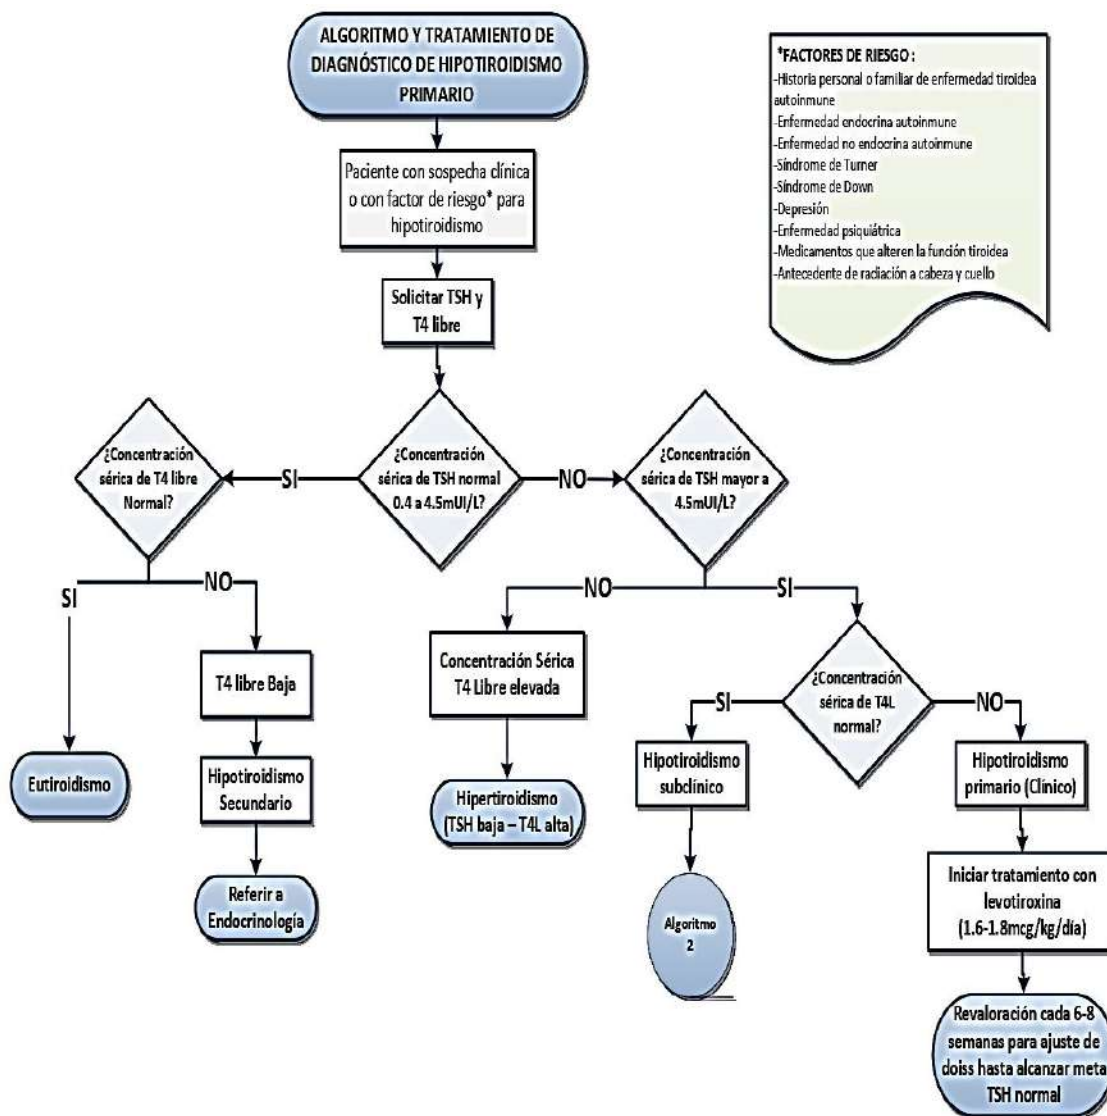 ALGORITMO Y TRATAMIENTO DE
DIAGNÓSTICO DE HIPOTIROIDISMO
PRIMARIO
*FACTORES DE RIESGO :
-Historia personal o familiar de enfermedad tiroidea
autoinmune
-Enfermedad endocrina autoinmune
-Enfermedad no endocrina autoinmune
-Síndrome de Turner
-Síndrome de Down
-Depresión
-Enfermedad psiquiátrica
-Medicamentos que alteren la función tiroidea
-Antecedente de radiación a cabeza y cuello
Paciente con sospecha clínica
o con factor de riesgo* para
hipotiroidismo
Solicitar TSH y
T4 libre
¿Concentración
sérica de T4 libre
Normal?
SI
¿Concentración
sérica de TSH normal
0.4 a 4.5mUI/L?
NO
¿Concentración
sérica de TSH mayor a
4.5mUI/L?
SI
NO
NO
SI
T4 libre Baja
Concentración Sérica
T4 Libre elevada
¿Concentración
sérica de T4L
normal?
SI
NO
Eutiroidismo
Hipotiroidismo
Secundario
Hipertiroidismo
(TSH baja – T4L alta)
Hipotiroidismo
subclínico
Hipotiroidismo
primario (Clínico)
Referir a
Endocrinología
Algoritmo
2
Iniciar tratamiento con
levotiroxina
(1.6-1.8mcg/kg/día)
Revaloración cada 6-8
semanas para ajuste de
doiss hasta alcanzar meta
TSH normal